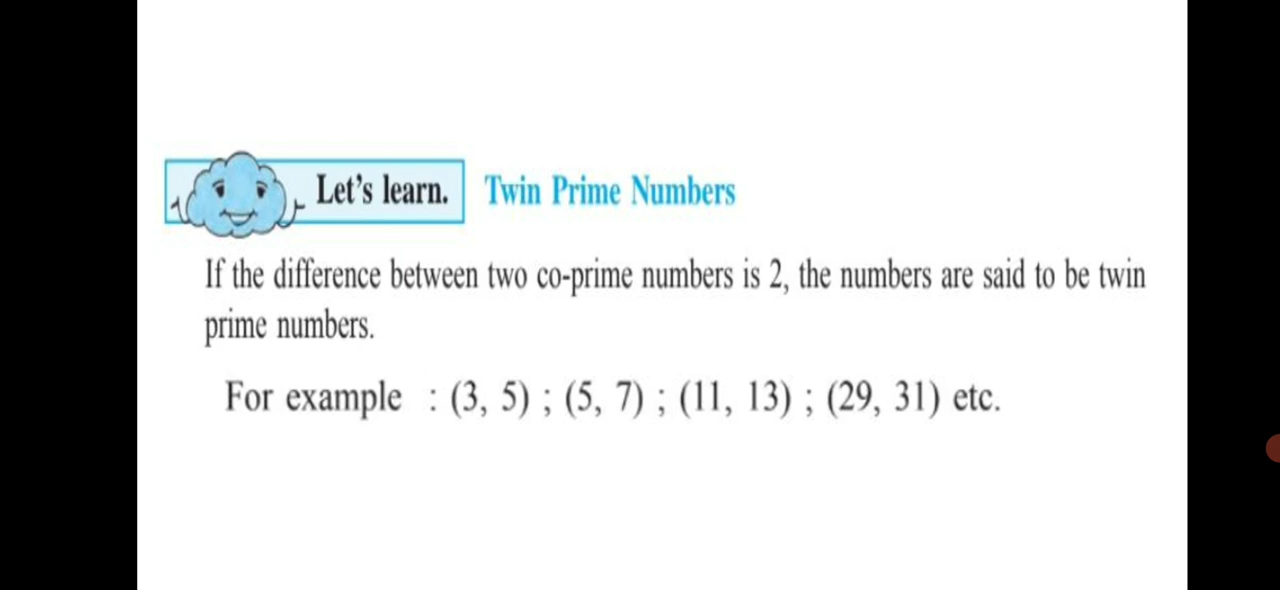 Let's learn. Twin Prime Numbers
If the difference between two co-prime numbers is 2, the numbers are said to be twin
prime numbers.
For example : (3, 5) ; (5, 7) ; (11, 13) ; (29, 31) etc.